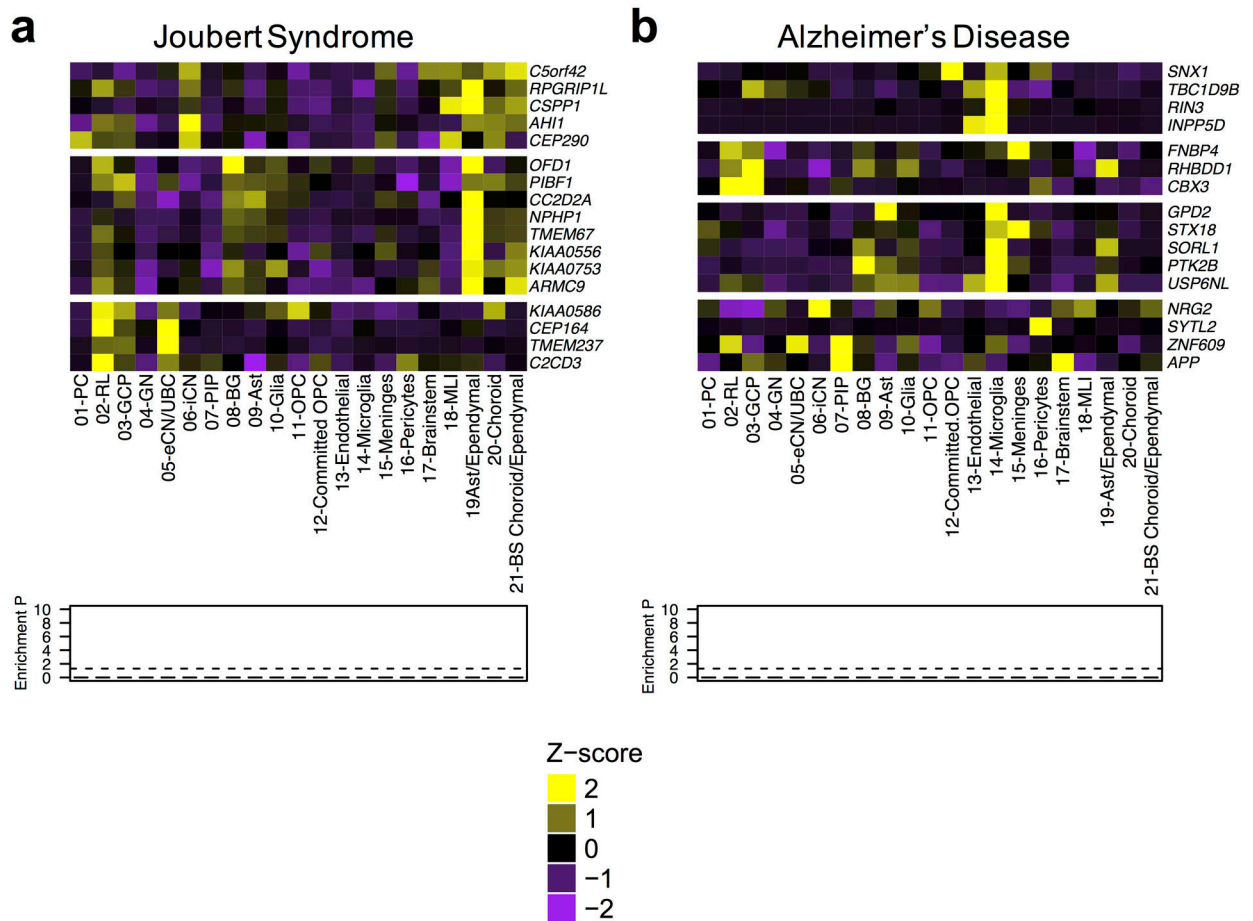 a
Joubert Syndrome
C5orf42
RPGRIP1L
CSPP1
AHI1
CEP290
OFD1
PIBF1
CC2D2A
NPHP1
TMEM67
KIAA0556
KIAA0753
ARMC9
KIAA0586
CEP164
TMEM237
C2CD3
01-PC
02-RL
03-GCP
04-GN
05-eCN/UBC
06-iCN
07-PIP
08-BG
09-Ast
10-Glia
11-OPC
12-Committed OPC
13-Endothelial
14-Microglia
15-Meninges
16-Pericytes
17-Brainstem
18-MLI
19Ast/Ependymal
20-Choroid
21-BS Choroid/Ependymal
Enrichment P
10
8
6
4
2
0
b
Alzheimer's Disease
SNX1
TBC1D9B
RIN3
INPP5D
FNBP4
RHBDD1
CBX3
GPD2
STX18
SORL1
PTK2B
USP6NL
NRG2
SYTL2
ZNF609
APP
01-PC
02-RL
03-GCP
04-GN
05-eCN/UBC
06-iCN
07-PIP
08-BG
09-Ast
10-Glia
11-OPC
12-Committed.OPC
13-Endothelial
14-Microglia
15-Meninges
16-Pericytes
17-Brainstem
18-MLI
19-Ast/Ependymal
20-Choroid
21-BS Choroid/Ependymal
Enrichment P
10
8
6
4
2
0
Z−score
2
1
0
−1
−2